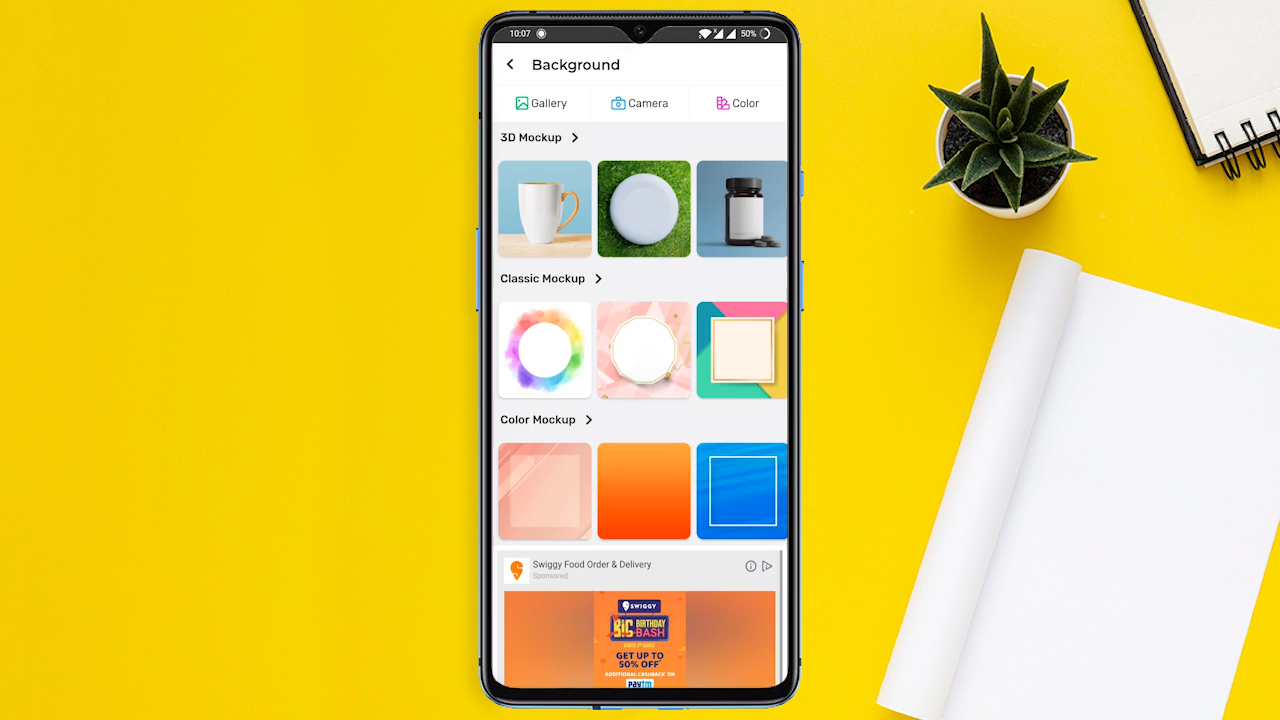 10:07
50%
Background
Gallery Camera Color
3D Mockup
Classic Mockup
Color Mockup
Swiggy Food Order & Delivery
Sponsored
SWIGGY
BIG BIRTHDAY BASH
GET UP TO
50% OFF*
ADDITIONAL CASHBACK* ON
paytm